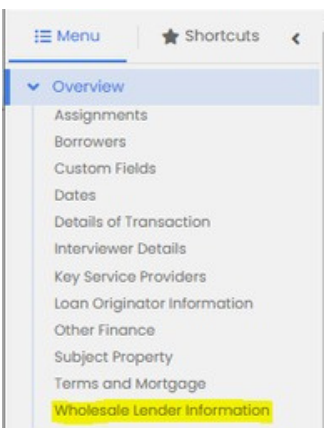 Menu Shortcuts
Overview
Assignments
Borrowers
Custom Fields
Dates
Details of Transaction
Interviewer Details
Key Service Providers
Loan Originator Information
Other Finance
Subject Property
Terms and Mortgage
Wholesale Lender Information